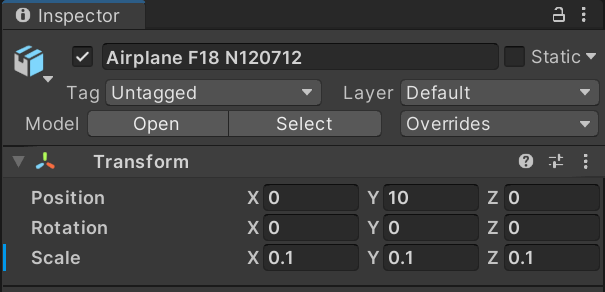 Inspector
Airplane F18 N120712 Static
Tag Untagged Layer Default
Model Open Select Overrides
Transform
Position X 0 Y 10 Z 0
Rotation X 0 Y 0 Z 0
Scale X 0.1 Y 0.1 Z 0.1